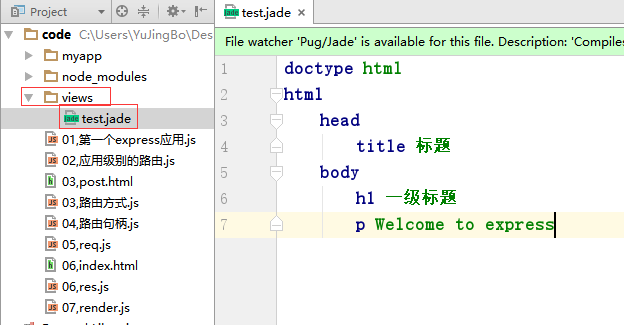 Project
code C:\Users\YuJingBo\Des
myapp
node_modules
views
test.jade
01,第一个express应用.js
02,应用级别的路由.js
03,post.html
03,路由方式.js
04,路由句柄.js
05,req.js
06,index.html
06,res.js
07,render.js
test.jade
File watcher 'Pug/Jade' is available for this file. Description: 'Compiles
1 doctype html
2 html
3 head
4 title 标题
5 body
6 h1 一级标题
7 p Welcome to express